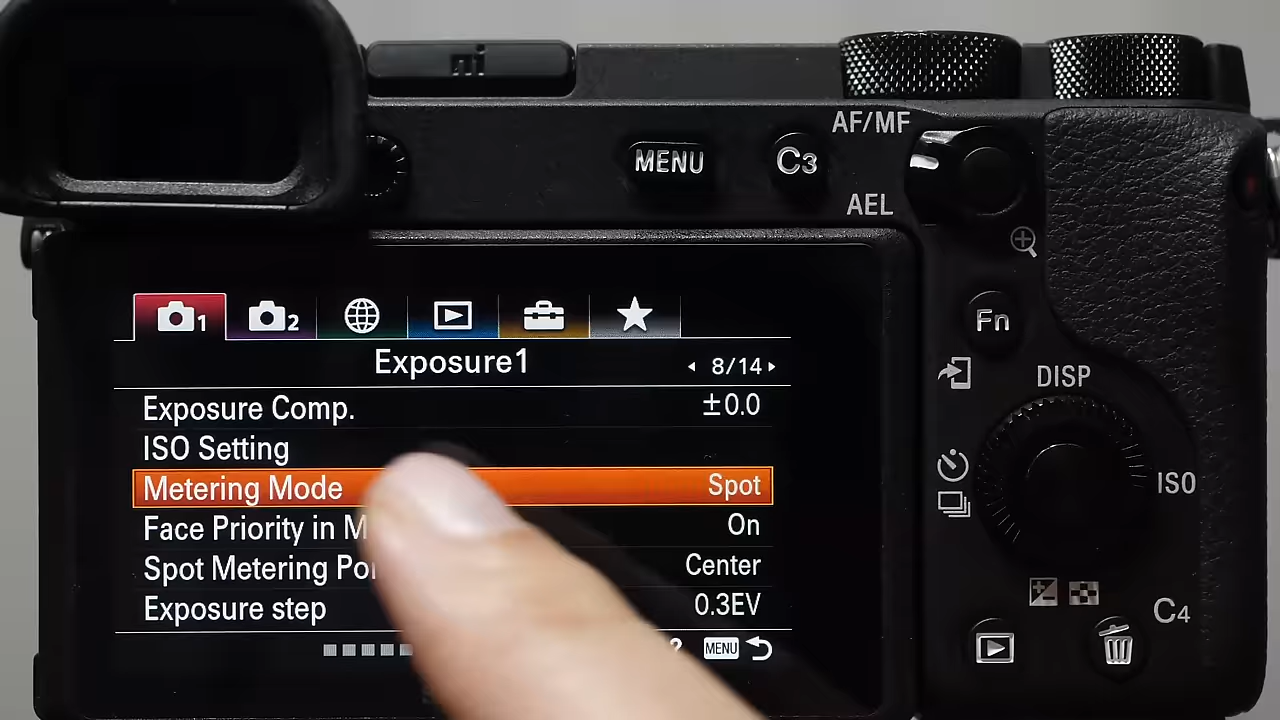 AF/MF
MENU
C3
AEL
Fn
DISP
ISO
C4
1
2
Exposure1
8/14
Exposure Comp. ±0.0
ISO Setting
Metering Mode Spot
Face Priority in M On
Spot Metering Center
Exposure step 0.3EV
MENU